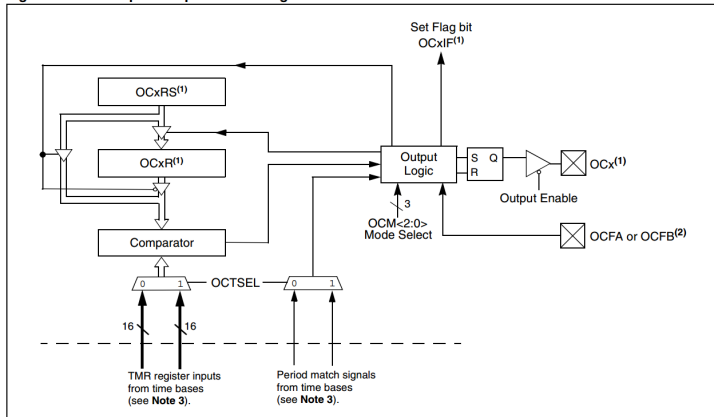 Set Flag bit
OCxIF(1)
OCxRS(1)
OCxR(1)
Output
Logic
S Q
R
OCx(1)
Output Enable
3
OCM<2:0>
Mode Select
OCFA or OCFB(2)
Comparator
0 1
OCTSEL
0 1
16
16
TMR register inputs
from time bases
(see Note 3).
Period match signals
from time bases
(see Note 3).